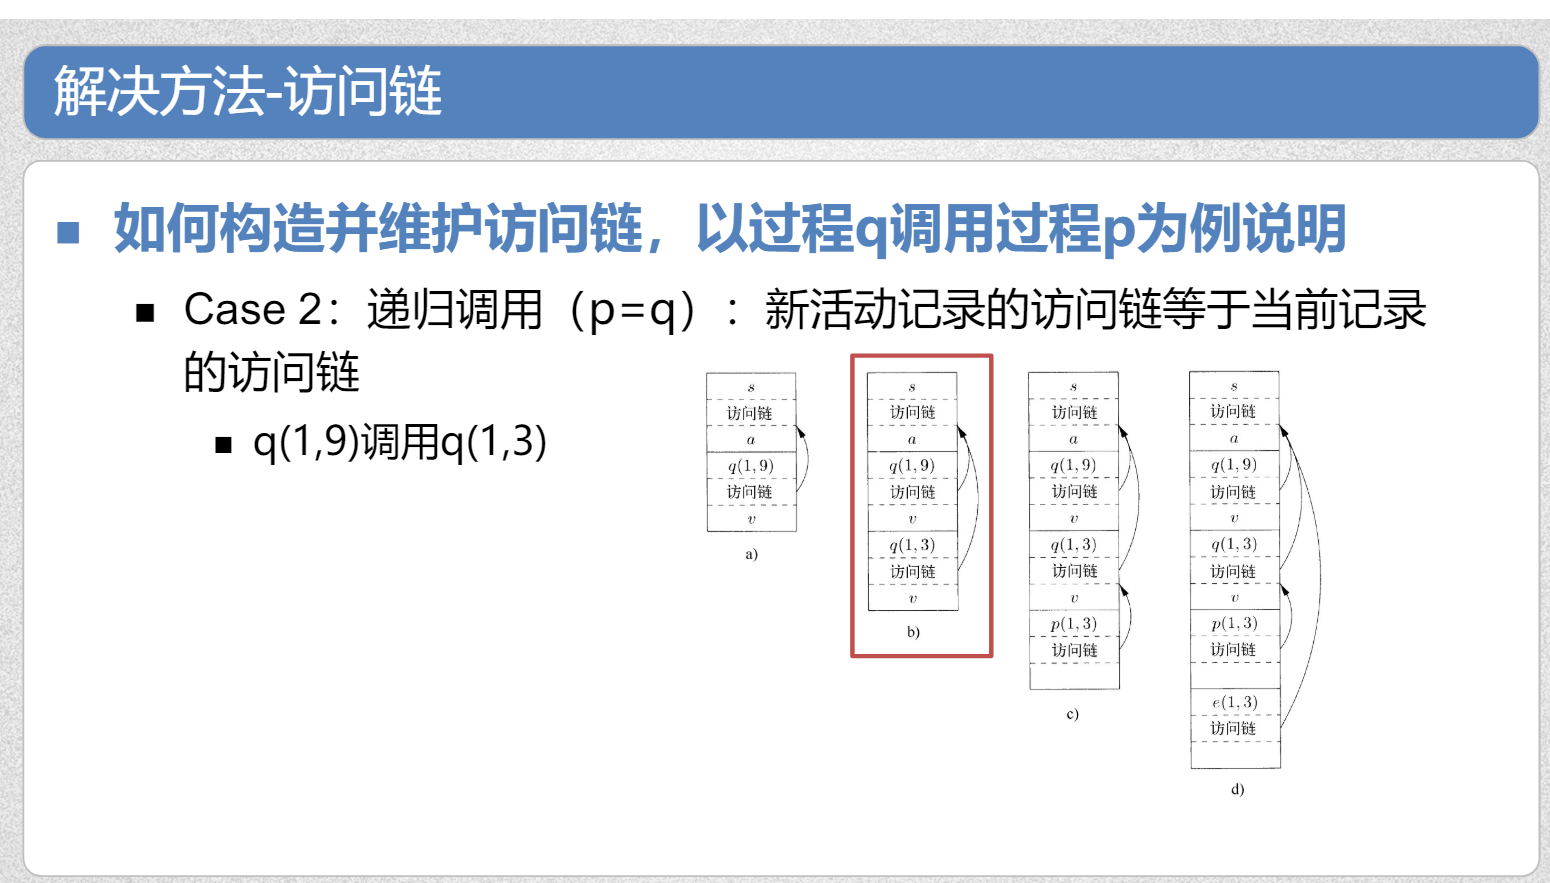 解决方法-访问链
■ 如何构造并维护访问链，以过程q调用过程p为例说明
■ Case 2：递归调用（p=q）：新活动记录的访问链等于当前记录
的访问链
■ q(1,9)调用q(1,3)
s
访问链
a
q(1, 9)
访问链
v
a)
s
访问链
a
q(1, 9)
访问链
v
q(1, 3)
访问链
v
b)
s
访问链
a
q(1, 9)
访问链
v
q(1, 3)
访问链
v
p(1, 3)
访问链
c)
s
访问链
a
q(1, 9)
访问链
v
q(1, 3)
访问链
v
p(1, 3)
访问链
e(1, 3)
访问链
d)